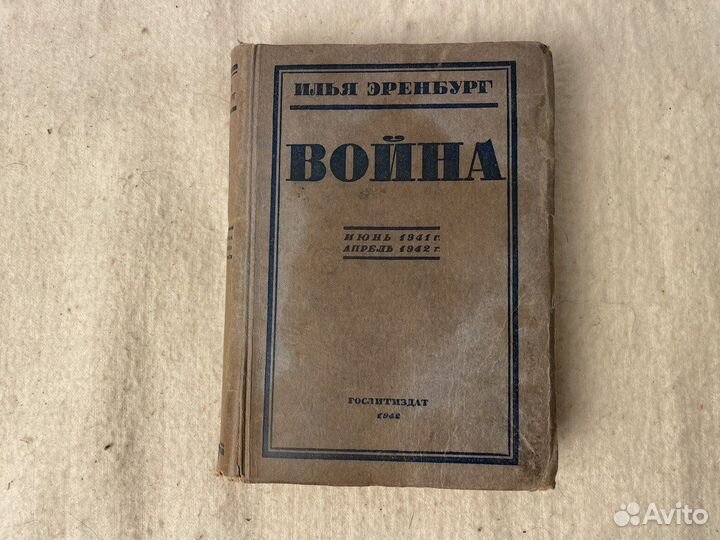 ИЛЬЯ ЭРЕНБУРГ
ВОЙНА
ИЮНЬ 1941 г.
АПРЕЛЬ 1942 г.
ГОСЛИТИЗДАТ
1942
Avito